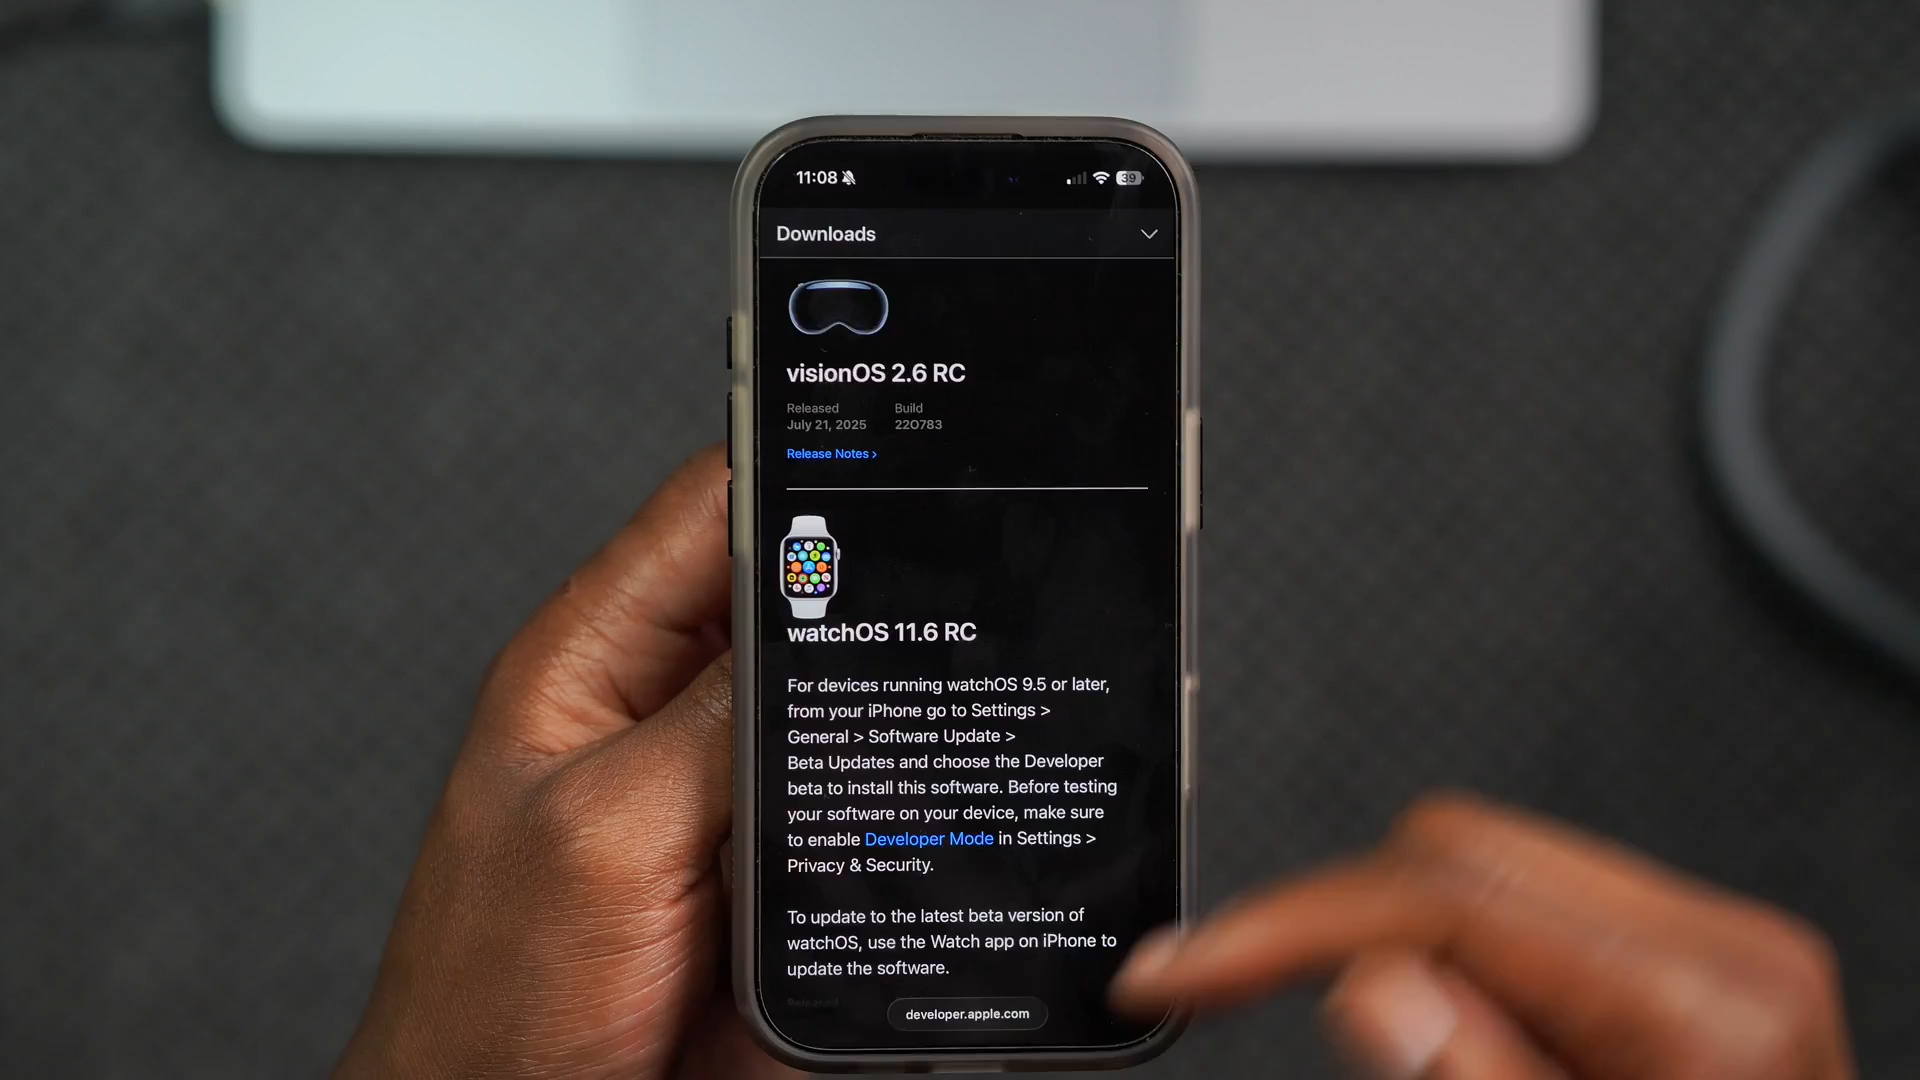 11:08
39
Downloads
visionOS 2.6 RC
Released Build
July 21, 2025 22O783
Release Notes ›
watchOS 11.6 RC
For devices running watchOS 9.5 or later,
from your iPhone go to Settings >
General > Software Update >
Beta Updates and choose the Developer
beta to install this software. Before testing
your software on your device, make sure
to enable Developer Mode in Settings >
Privacy & Security.
To update to the latest beta version of
watchOS, use the Watch app on iPhone to
update the software.
Released
developer.apple.com